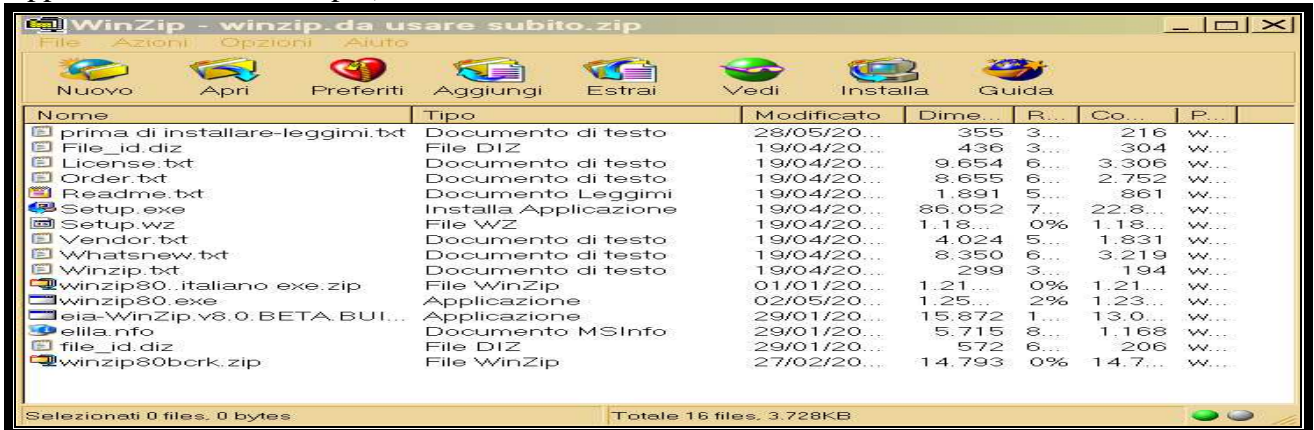 WinZip - winzip.da usare subito.zip
File Azioni Opzioni Aiuto
Nuovo Apri Preferiti Aggiungi Estrai Vedi Installa Guida
Nome Tipo Modificato Dime... R... Co... P...
prima di installare-leggimi.txt Documento di testo 28/05/20... 355 3... 216 w...
File_id.diz File DIZ 19/04/20... 436 3... 304 w...
License.txt Documento di testo 19/04/20... 9.654 6... 3.306 w...
Order.txt Documento di testo 19/04/20... 8.655 6... 2.752 w...
Readme.txt Documento Leggimi 19/04/20... 1.891 5... 861 w...
Setup.exe Installa Applicazione 19/04/20... 86.052 7... 22.8... w...
Setup.wz File WZ 19/04/20... 1.18... 0% 1.18... w...
Vendor.txt Documento di testo 19/04/20... 4.024 5... 1.831 w...
Whatsnew.txt Documento di testo 19/04/20... 8.350 6... 3.219 w...
Winzip.txt Documento di testo 19/04/20... 299 3... 194 w...
winzip80..italiano exe.zip File WinZip 01/01/20... 1.21... 0% 1.21... w...
winzip80.exe Applicazione 02/05/20... 1.25... 2% 1.23... w...
eia-WinZip.v8.0.BETA.BUI... Applicazione 29/01/20... 15.872 1... 13.0... w...
elila.nfo Documento MSInfo 29/01/20... 5.715 8... 1.168 w...
file_id.diz File DIZ 29/01/20... 572 6... 206 w...
winzip80bcrk.zip File WinZip 27/02/20... 14.793 0% 14.7... w...
Selezionati 0 files, 0 bytes Totale 16 files, 3.728KB